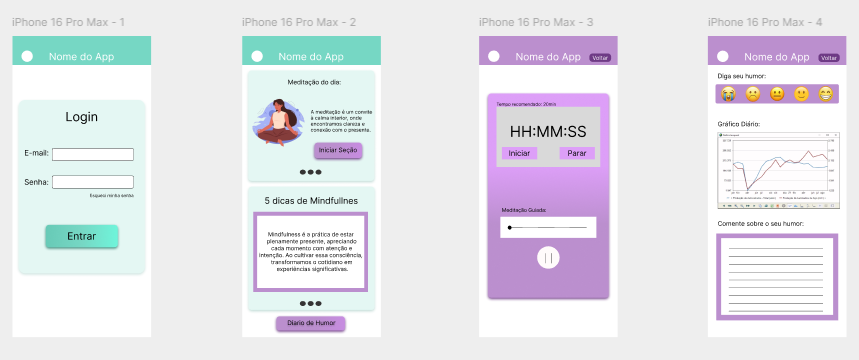 iPhone 16 Pro Max - 1
Nome do App
Login
E-mail:
Senha:
Esqueci minha senha
Entrar
iPhone 16 Pro Max - 2
Nome do App
Meditação do dia:
A meditação é um convite
à calma interior, onde
encontramos clareza e
conexão com o presente.
Iniciar Seção
5 dicas de Mindfullnes
Mindfulness é a prática de estar
plenamente presente, apreciando
cada momento com atenção e
intenção. Ao cultivar essa consciência,
transformamos o cotidiano em
experiências significativas.
Diario de Humor
iPhone 16 Pro Max - 3
Nome do App
Voltar
Tempo recomendado: 20min
HH:MM:SS
Iniciar
Parar
Meditação Guiada:
iPhone 16 Pro Max - 4
Nome do App
Voltar
Diga seu humor:
Gráfico Diário:
Comente sobre o seu humor: